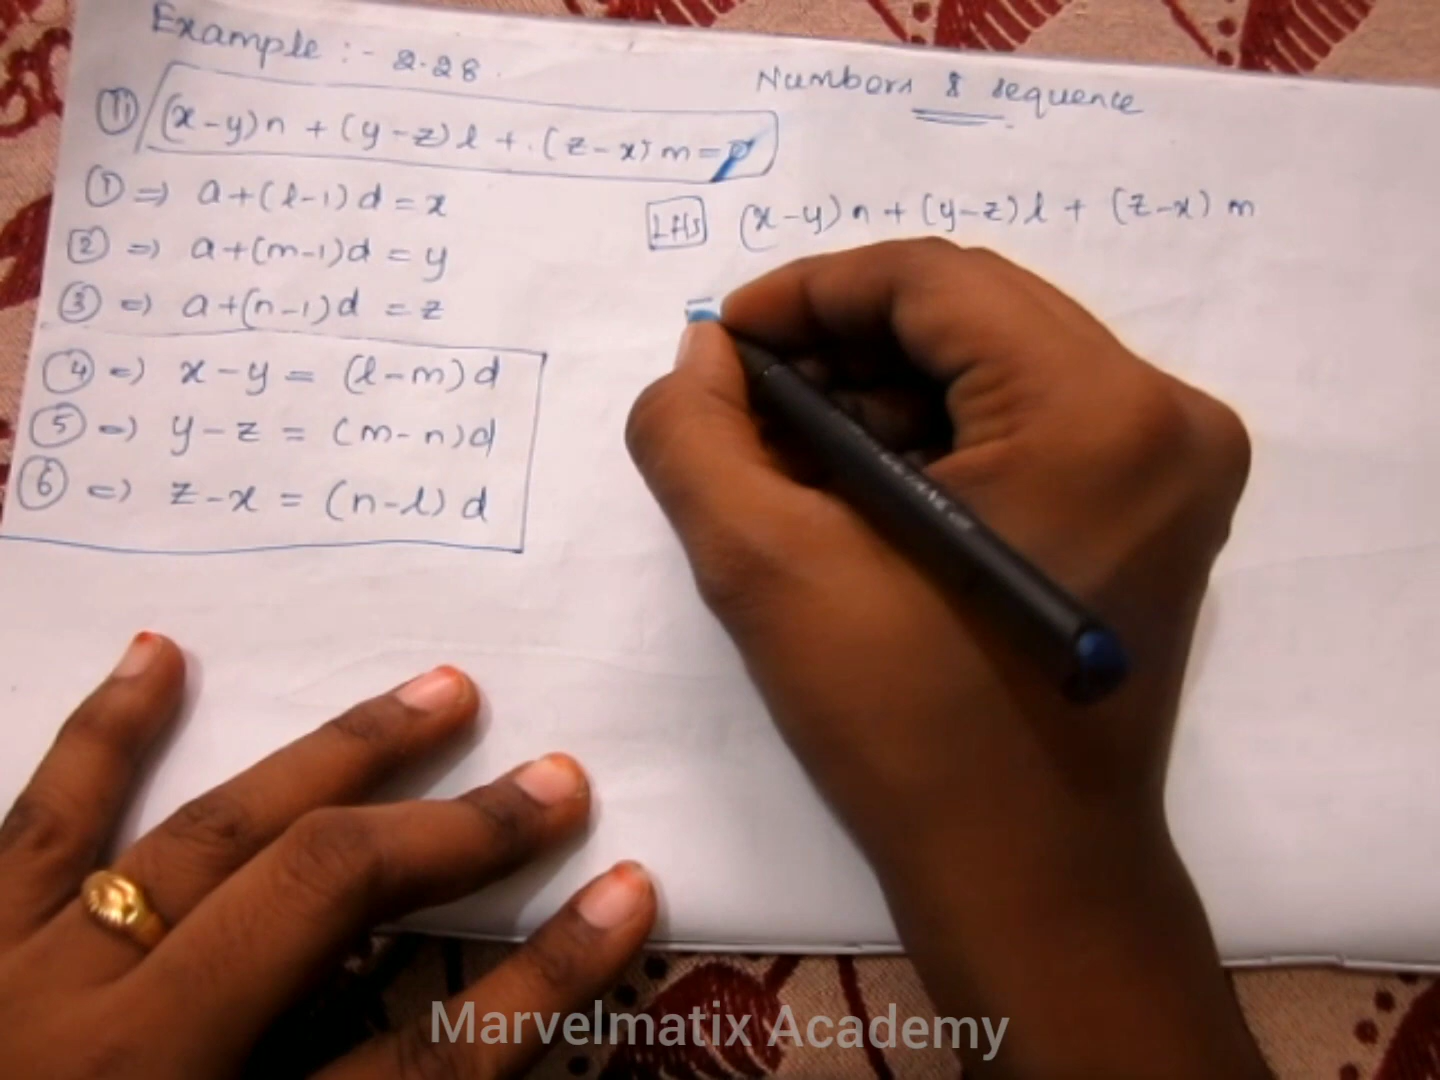 Example :- 2.28
Numbers & sequence
(ii) (x-y)n + (y-z)l + (z-x)m = 0
① ⇒ a+(l-1)d = x
② ⇒ a+(m-1)d = y
③ ⇒ a+(n-1)d = z
④ ⇒ x-y = (l-m)d
⑤ ⇒ y-z = (m-n)d
⑥ ⇒ z-x = (n-l)d
LHS (x-y)n + (y-z)l + (z-x)m
=
Marvelmatix Academy